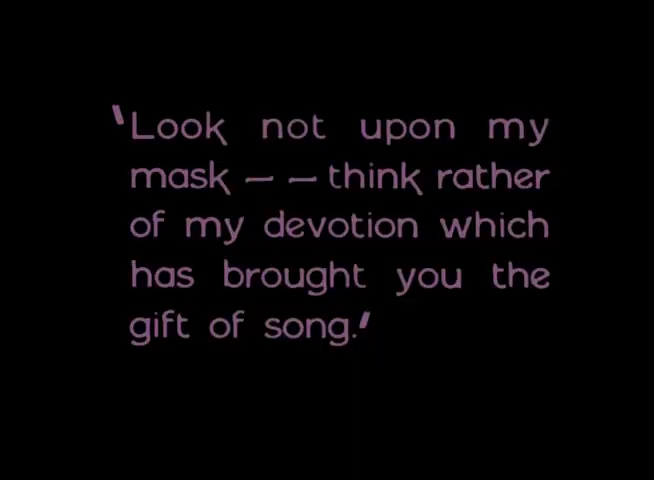 ‘Look not upon my
mask — — think rather
of my devotion which
has brought you the
gift of song.’